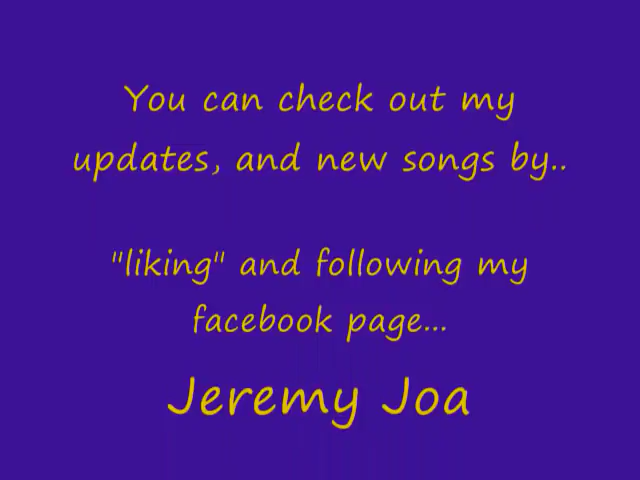 You can check out my
updates, and new songs by..
"liking" and following my
facebook page...
Jeremy Joa